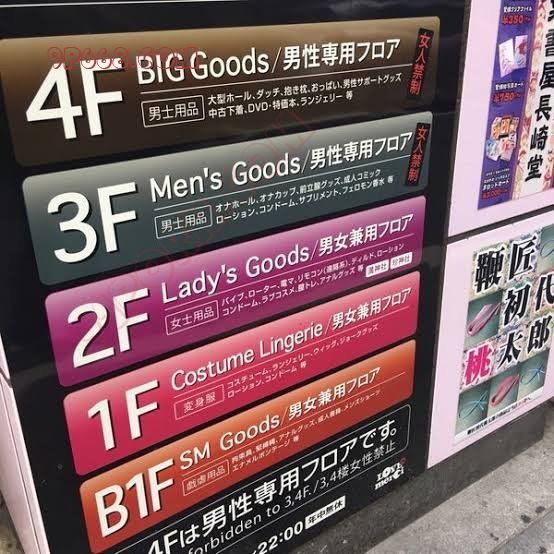 4F
BIG Goods/男性専用フロア
男士用品
大型ホール、ダッチ、抱き枕、おっぱい、男性サポートグッズ
中古下着、DVD・特価本、ランジェリー 等
女人禁制
3F
Men's Goods/男性専用フロア
男士用品
オナホール、オナカップ、前立腺グッズ、成人コミック
ローション、コンドーム、サプリメント、フェロモン香水 等
女人禁制
2F
Lady's Goods/男女兼用フロア
女士用品
バイブ、ローター、電マ、リモコン(遠隔系)、ディルド、ローション
コンドーム、ラブコスメ、膣トレ、アナルグッズ 等
1F
Costume Lingerie/男女兼用フロア
変身服
コスチューム、ランジェリー、ウィッグ、ジョークグッズ
ローション、コンドーム 等
B1F
SM Goods/男女兼用フロア
戯虐用品
拘束具、緊縛縄、アナルグッズ、成人書籍、メンズショーツ
エナメルボンテージ 等
4Fは男性専用フロアです。
forbidden to 3,4F./3,4楼女性禁止
22:00 年中無休
love
merci
¥350~
書屋長崎堂
鞭匠
初代
桃太郎